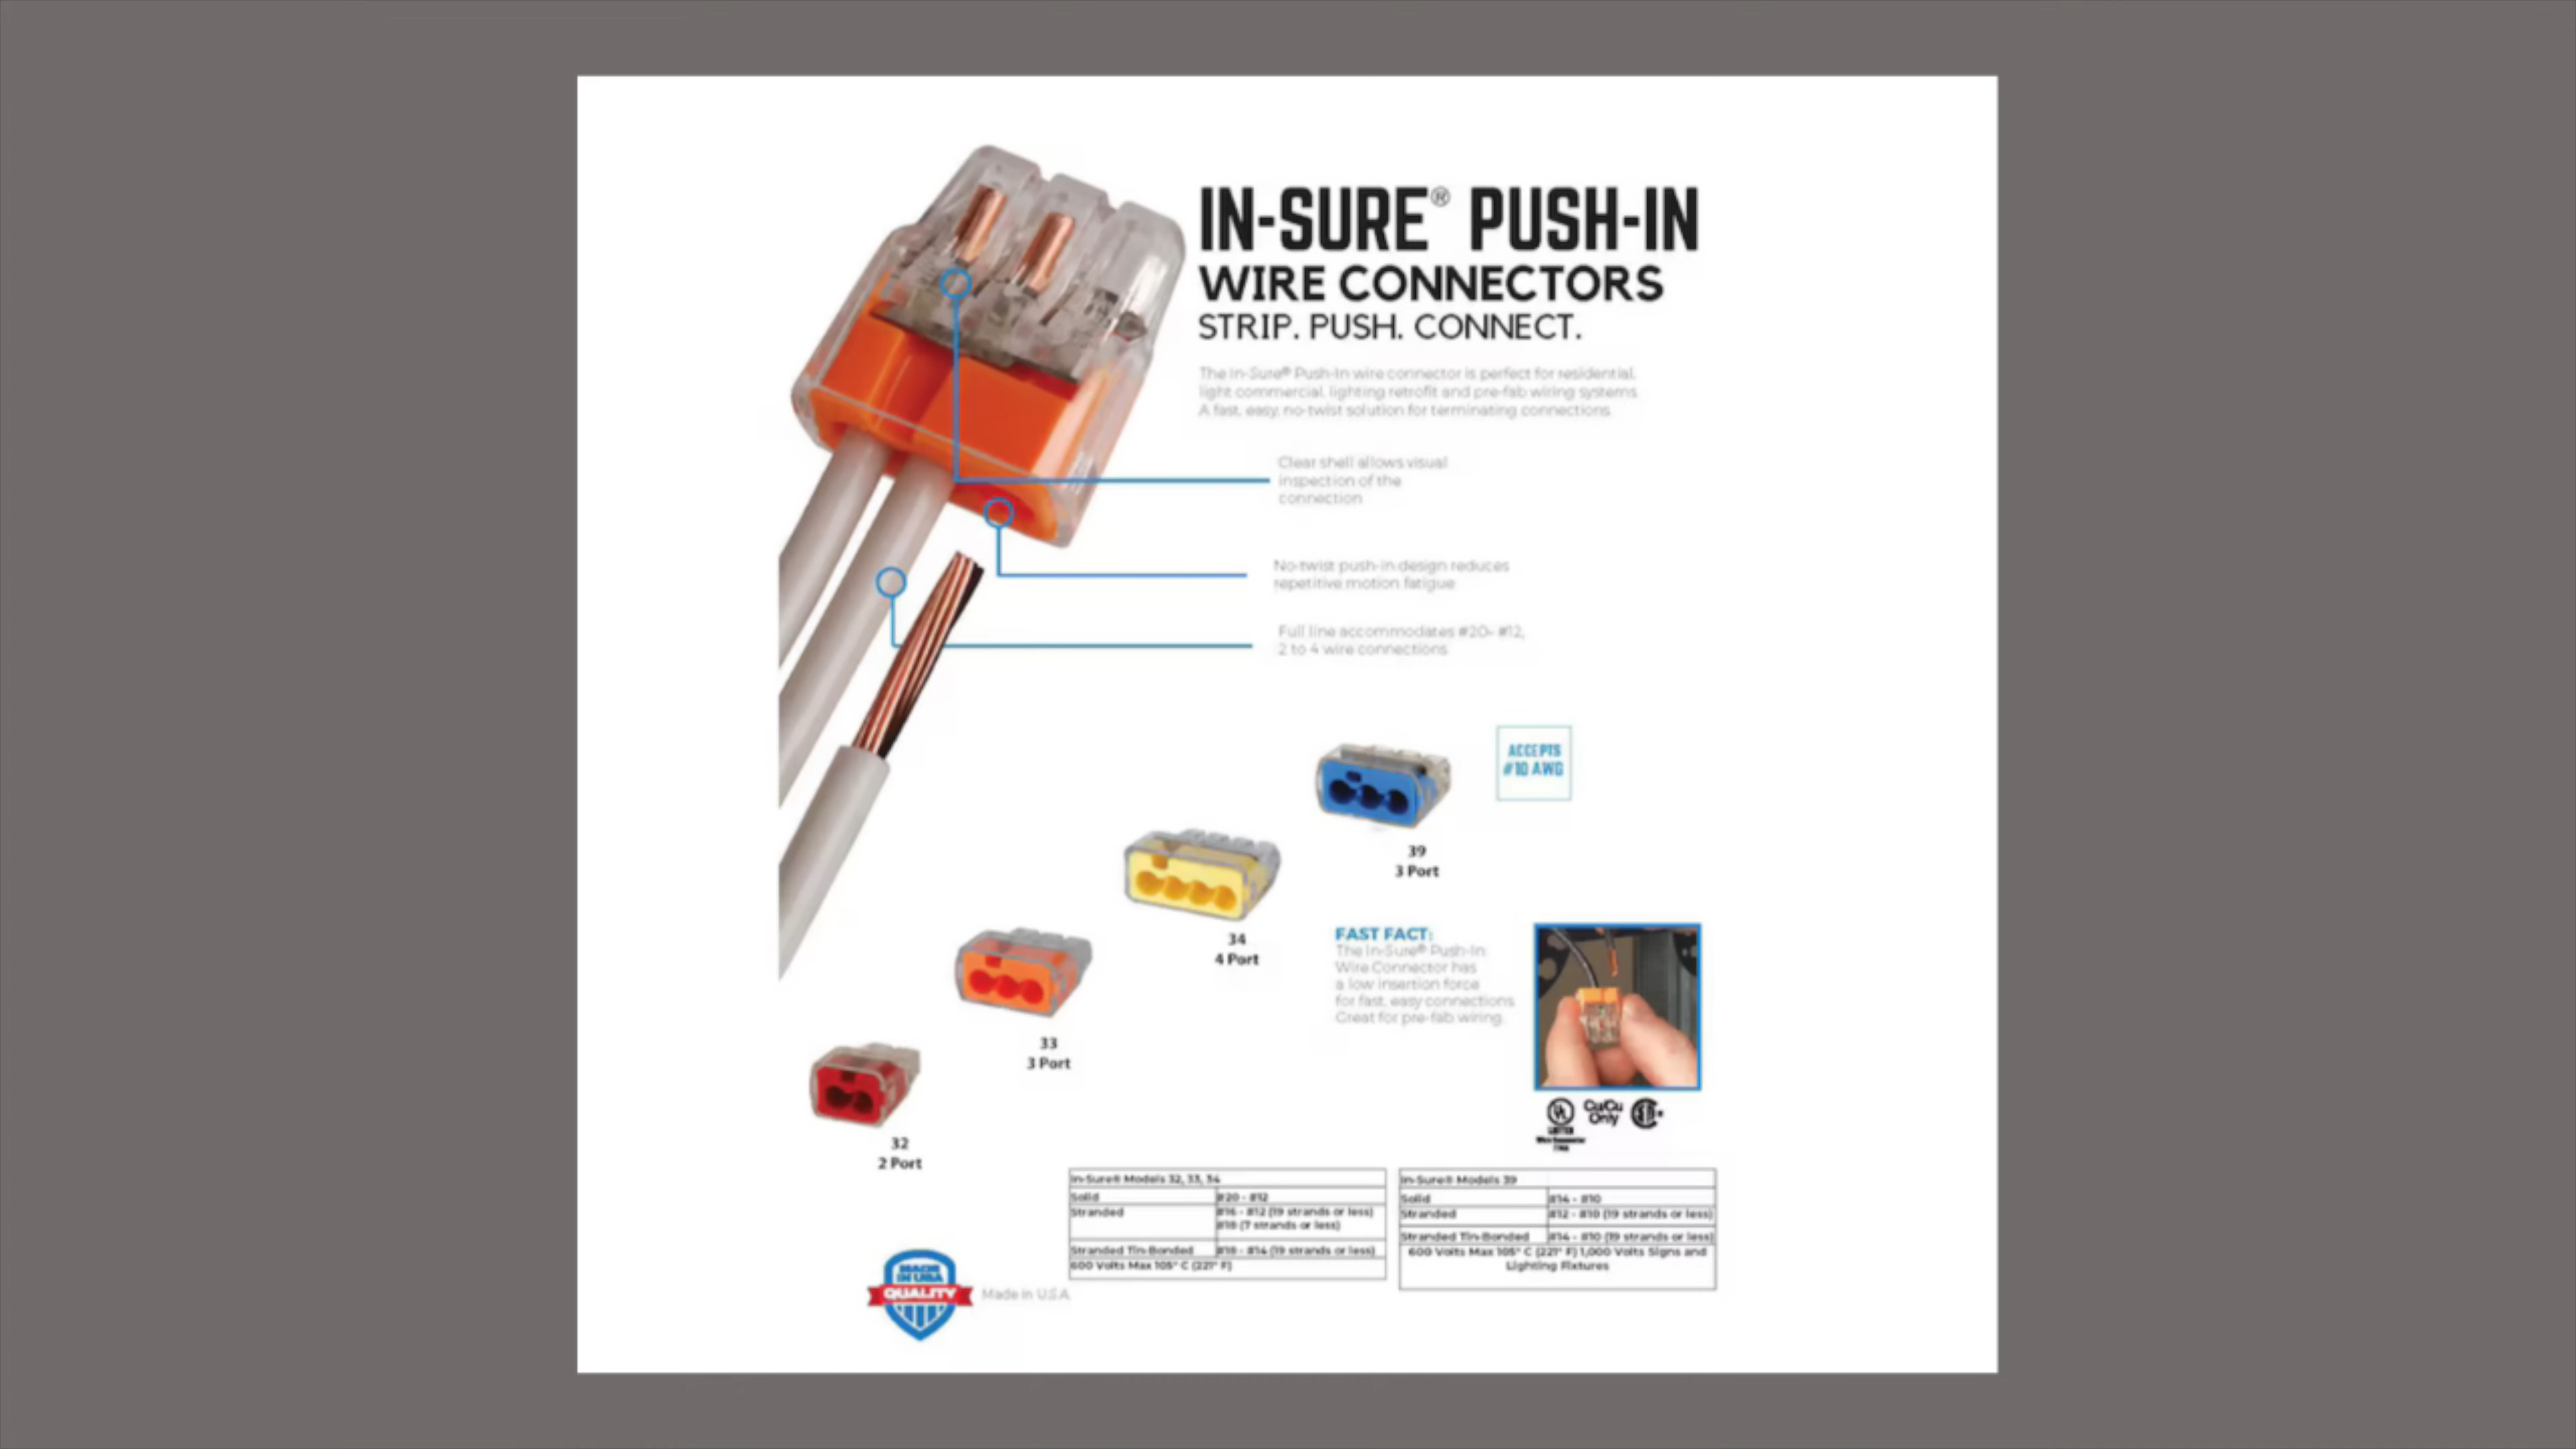 IN-SURE® PUSH-IN
WIRE CONNECTORS
STRIP. PUSH. CONNECT.
The In-Sure® Push-In wire connector is perfect for residential,
light commercial, lighting retrofit and pre-fab wiring systems.
A fast, easy, no-twist solution for terminating connections.
Clear shell allows visual
inspection of the
connection
No-twist push-in design reduces
repetitive motion fatigue
Full line accommodates #20- #12,
2 to 4 wire connections
ACCEPTS
#10 AWG
39
3 Port
34
4 Port
33
3 Port
32
2 Port
FAST FACT:
The In-Sure® Push-In
Wire Connector has
a low insertion force
for fast, easy connections
Great for pre-fab wiring.
UL
LISTED
Wire Connector
Cu/Cu
Only
In-Sure® Models 32, 33, 34
Solid #20 - #12
Stranded #16 - #12 (19 strands or less)
#18 (7 strands or less)
Stranded Tin-Bonded #18 - #14 (19 strands or less)
600 Volts Max 105° C (221° F)
In-Sure® Models 39
Solid #14 - #10
Stranded #12 - #10 (19 strands or less)
Stranded Tin-Bonded #14 - #10 (19 strands or less)
600 Volts Max 105° C (221° F) 1,000 Volts Signs and
Lighting Fixtures
MADE
IN USA
QUALITY
Made in U.S.A.